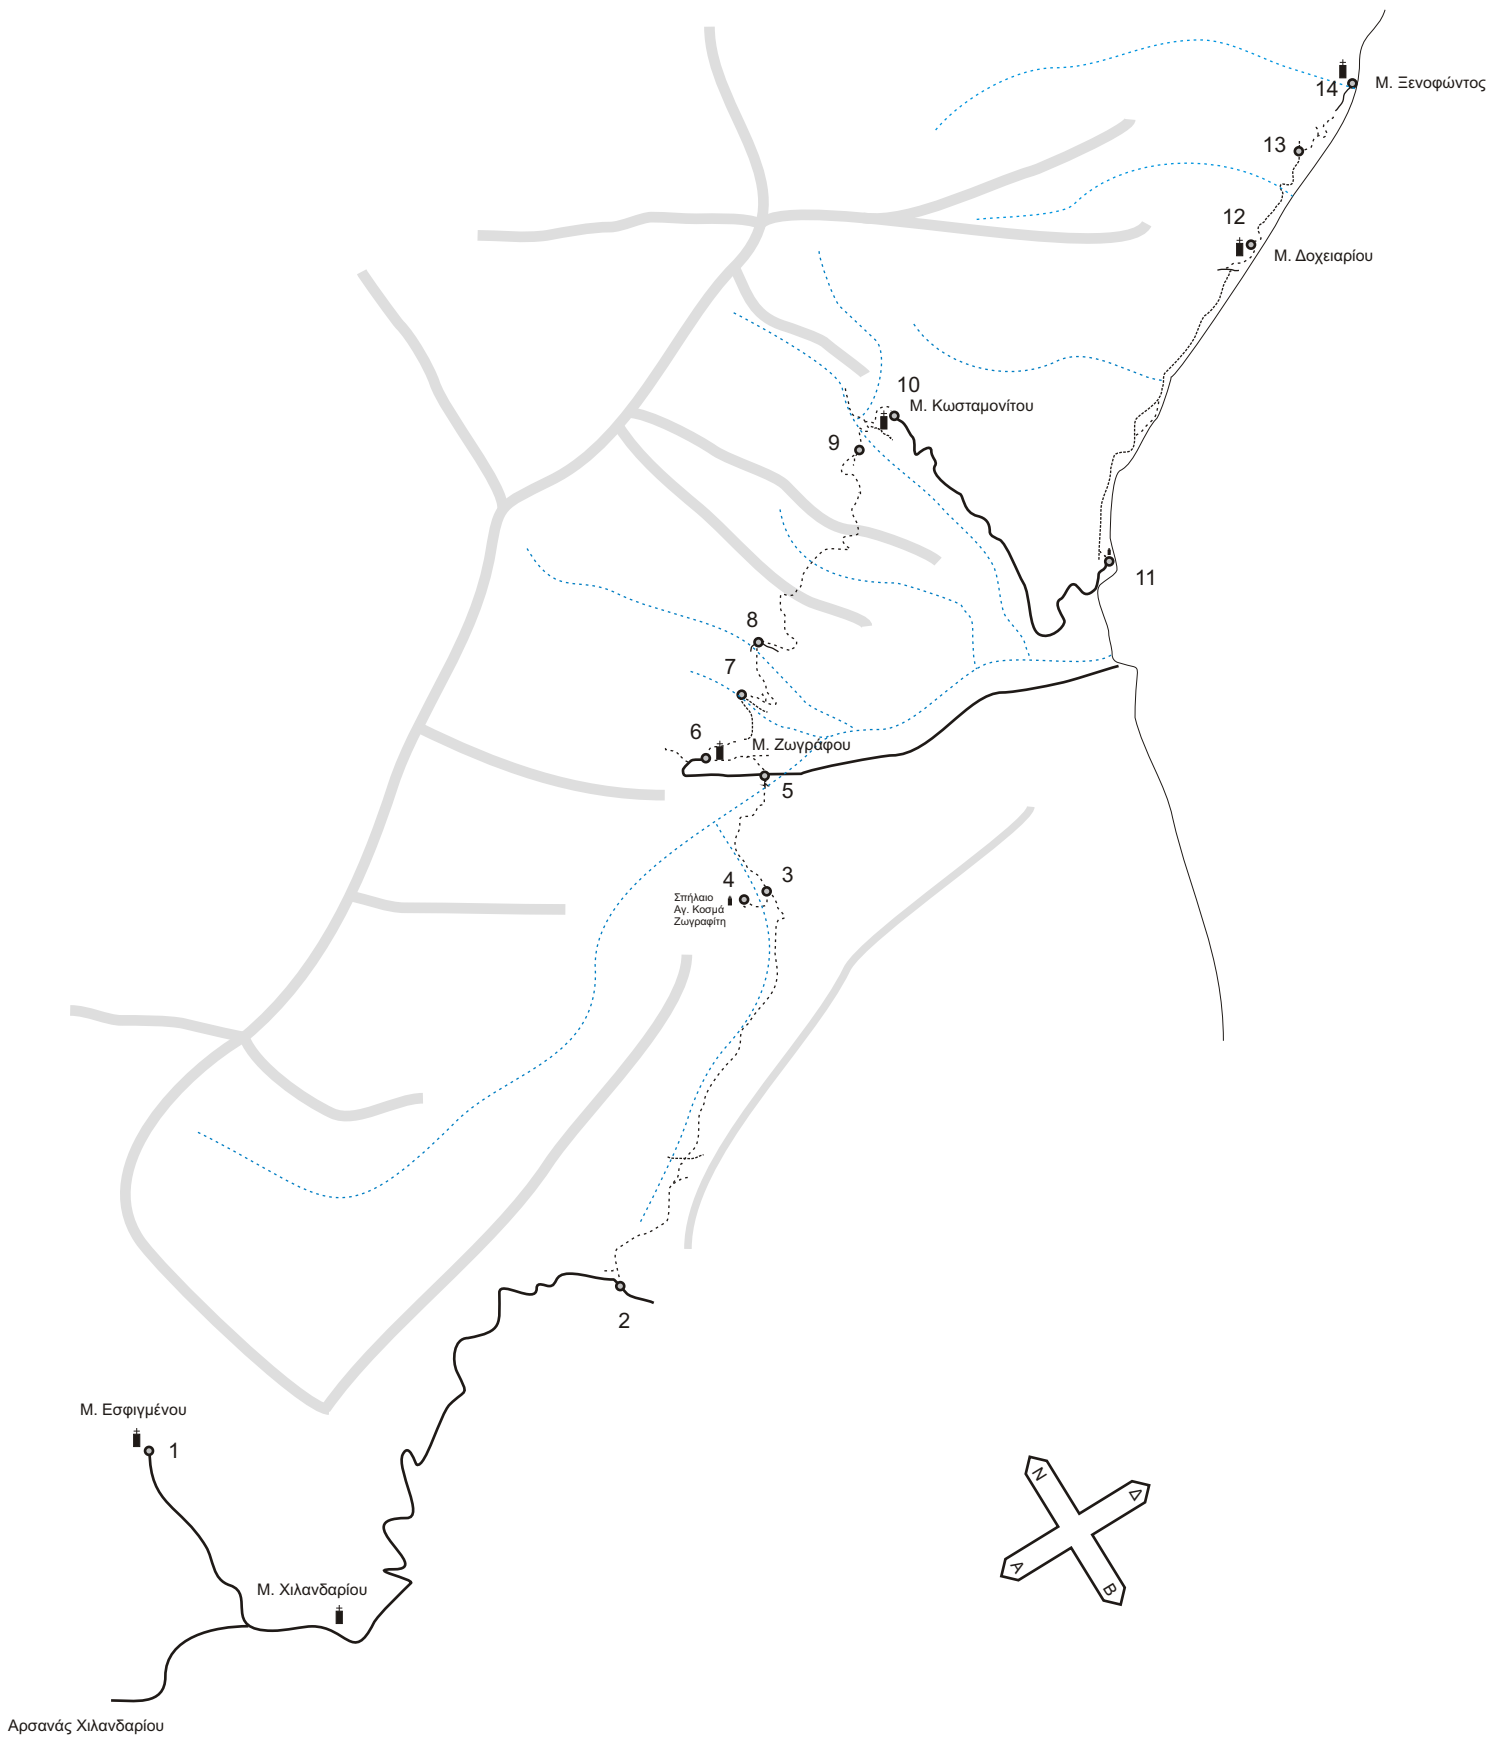 14
Μ. Ξενοφώντος
13
12
Μ. Δοχειαρίου
10
Μ. Κωσταμονίτου
9
11
8
7
6
Μ. Ζωγράφου
5
4
3
Σπήλαιο
Αγ. Κοσμά
Ζωγραφίτη
2
Μ. Εσφιγμένου
1
Ν
Δ
Α
Β
Μ. Χιλανδαρίου
Αρσανάς Χιλανδαρίου